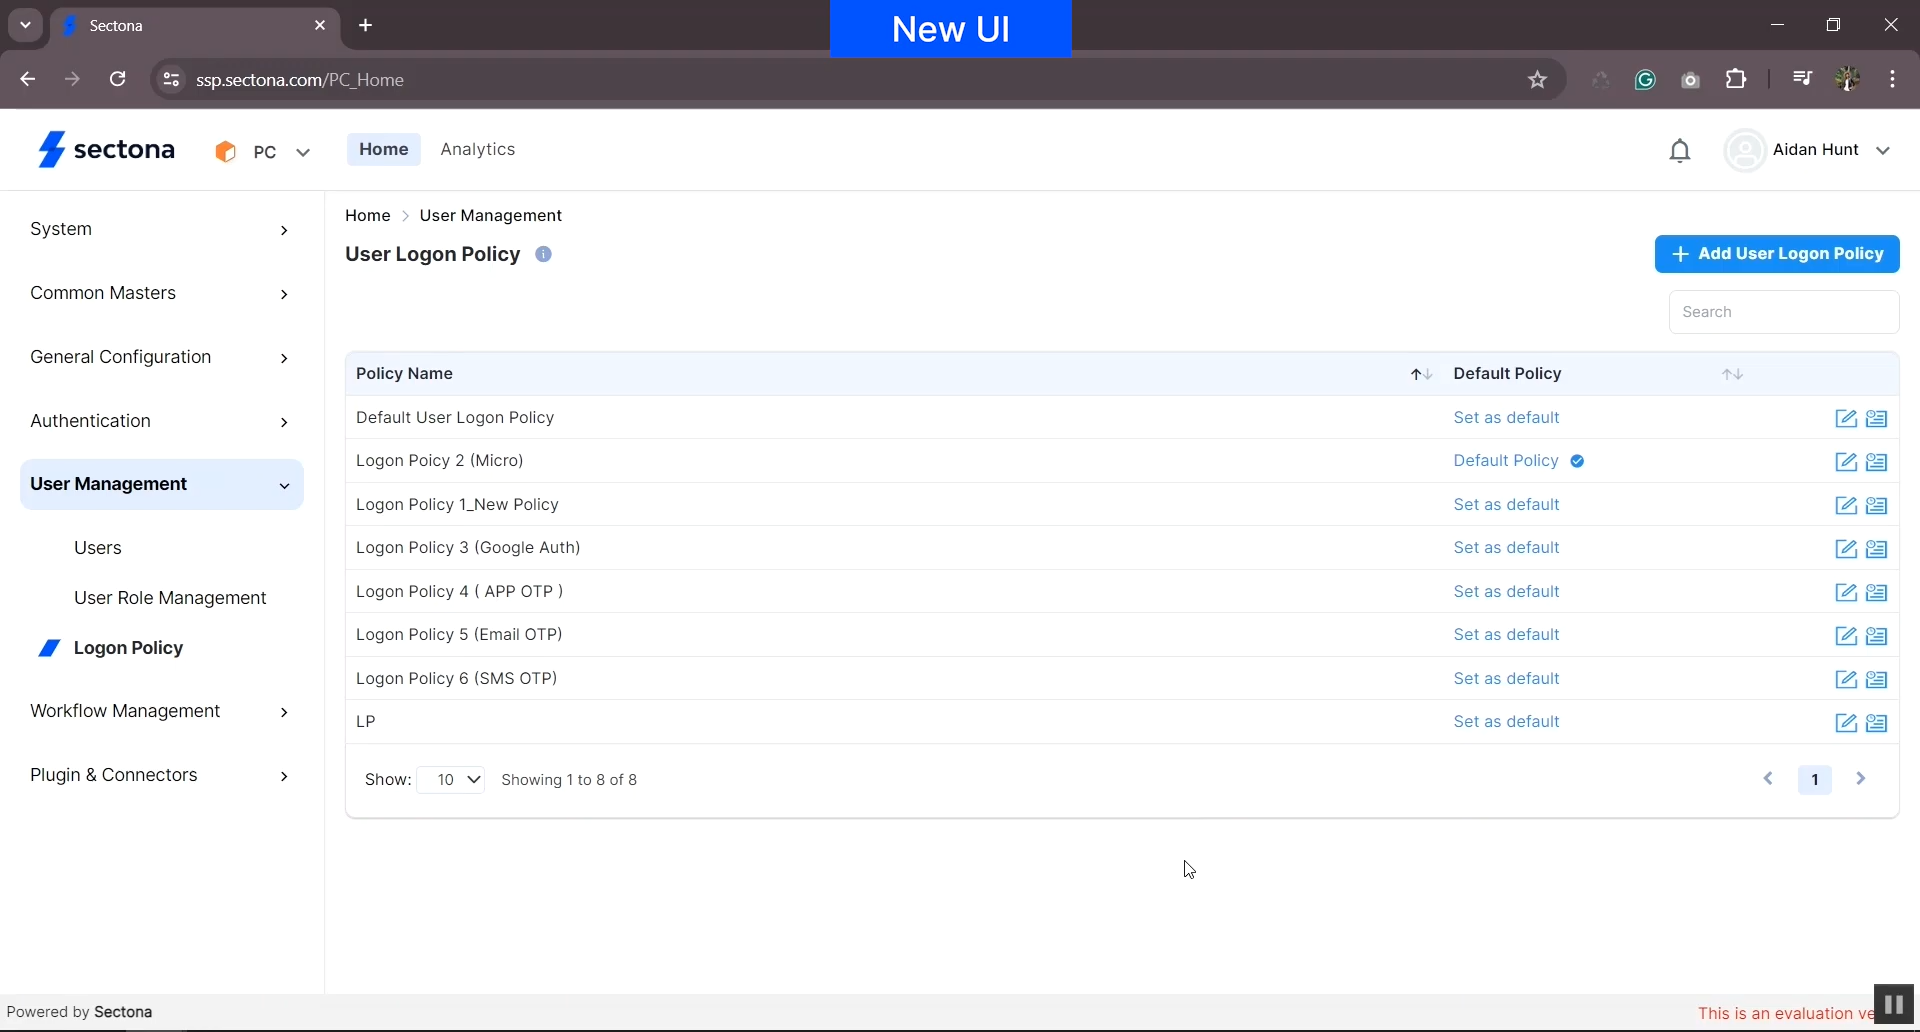 Sectona
New UI
ssp.sectona.com/PC_Home
sectona
PC
Home
Analytics
Aidan Hunt
System
Common Masters
General Configuration
Authentication
User Management
Users
User Role Management
Logon Policy
Workflow Management
Plugin & Connectors
Home > User Management
User Logon Policy
+ Add User Logon Policy
Search
Policy Name Default Policy
Default User Logon Policy Set as default
Logon Poicy 2 (Micro) Default Policy
Logon Policy 1_New Policy Set as default
Logon Policy 3 (Google Auth) Set as default
Logon Policy 4 ( APP OTP ) Set as default
Logon Policy 5 (Email OTP) Set as default
Logon Policy 6 (SMS OTP) Set as default
LP Set as default
Show: 10 Showing 1 to 8 of 8
1
Powered by Sectona
This is an evaluation